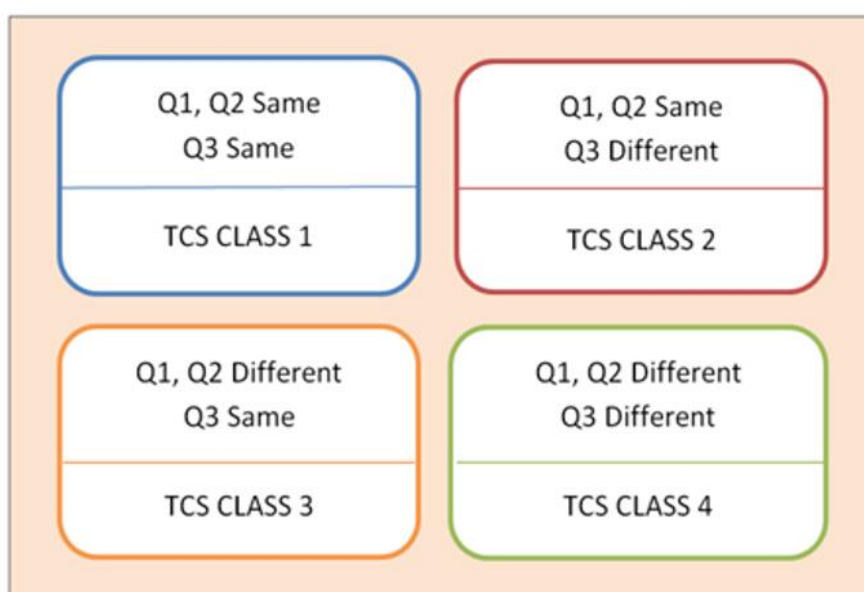 Q1, Q2 Same
Q3 Same
TCS CLASS 1
Q1, Q2 Same
Q3 Different
TCS CLASS 2
Q1, Q2 Different
Q3 Same
TCS CLASS 3
Q1, Q2 Different
Q3 Different
TCS CLASS 4